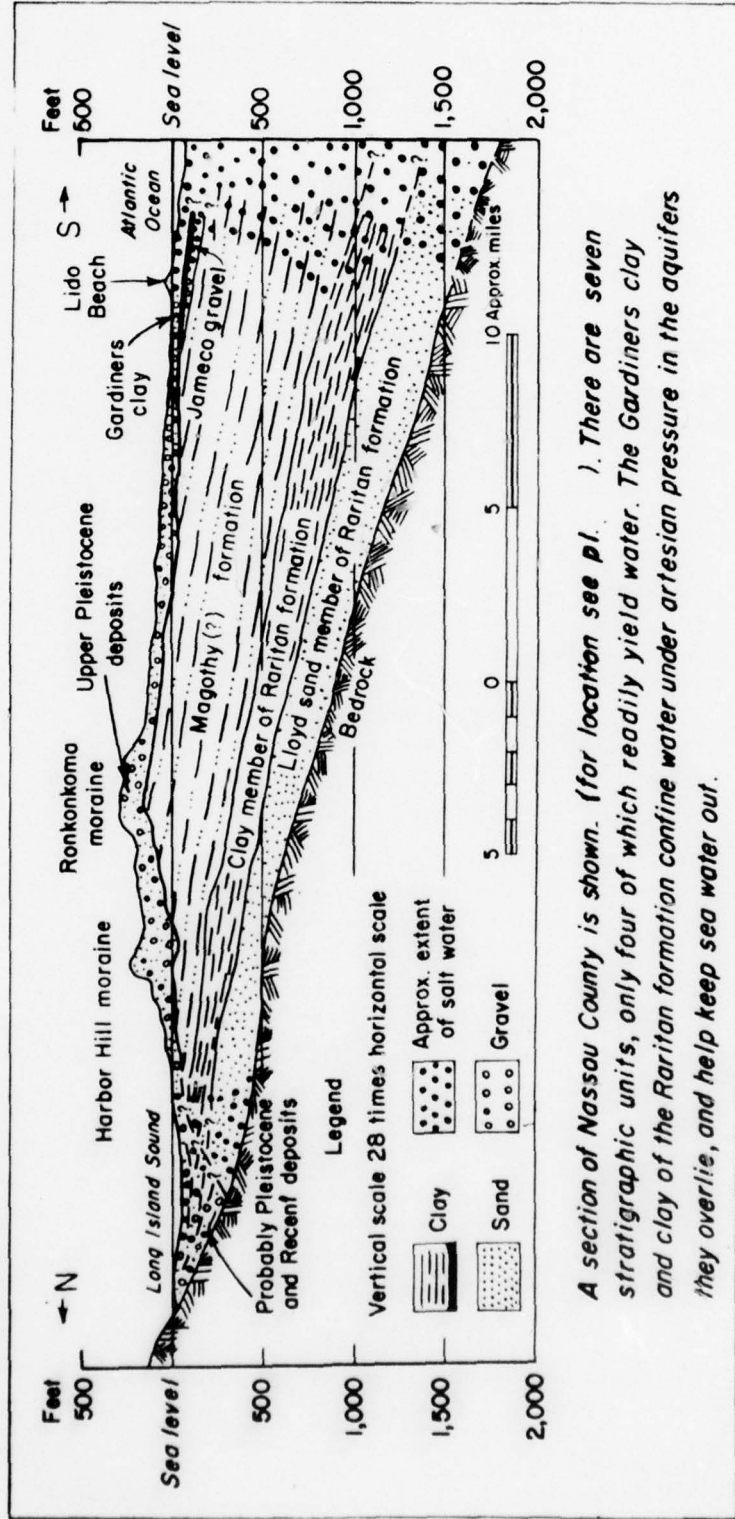 ← N
S →
Feet
500
Sea level
500
1,000
1,500
2,000
Feet
500
Sea level
500
1,000
1,500
2,000
Long Island Sound
Harbor Hill moraine
Ronkonkoma
moraine
Upper Pleistocene
deposits
Gardiners
clay
Lido
Beach
Atlantic
Ocean
Jameco gravel
Magothy (?) formation
Clay member of Raritan formation
Lloyd sand member of Raritan formation
Bedrock
Probably Pleistocene
and Recent deposits
? ? ? ? ?
Legend
Vertical scale 28 times horizontal scale
Clay
Approx. extent
of salt water
Sand
Gravel
5 0 5 10 Approx. miles
A section of Nassau County is shown. (for location see pl. ). There are seven
stratigraphic units, only four of which readily yield water. The Gardiners clay
and clay of the Raritan formation confine water under artesian pressure in the aquifers
they overlie, and help keep sea water out.